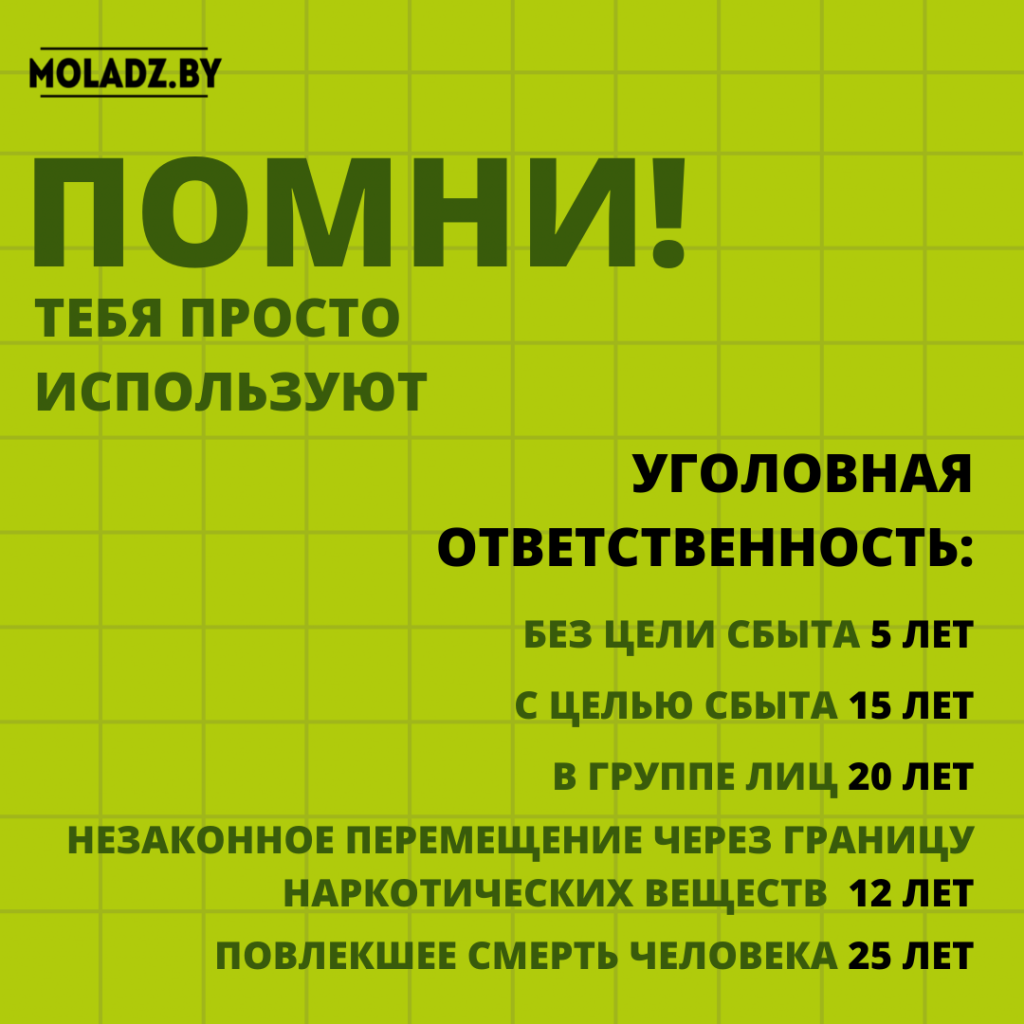 MOLADZ.BY
ПОМНИ!
ТЕБЯ ПРОСТО
ИСПОЛЬЗУЮТ
УГОЛОВНАЯ
ОТВЕТСТВЕННОСТЬ:
БЕЗ ЦЕЛИ СБЫТА 5 ЛЕТ
С ЦЕЛЬЮ СБЫТА 15 ЛЕТ
В ГРУППЕ ЛИЦ 20 ЛЕТ
НЕЗАКОННОЕ ПЕРЕМЕЩЕНИЕ ЧЕРЕЗ ГРАНИЦУ
НАРКОТИЧЕСКИХ ВЕЩЕСТВ 12 ЛЕТ
ПОВЛЕКШЕЕ СМЕРТЬ ЧЕЛОВЕКА 25 ЛЕТ